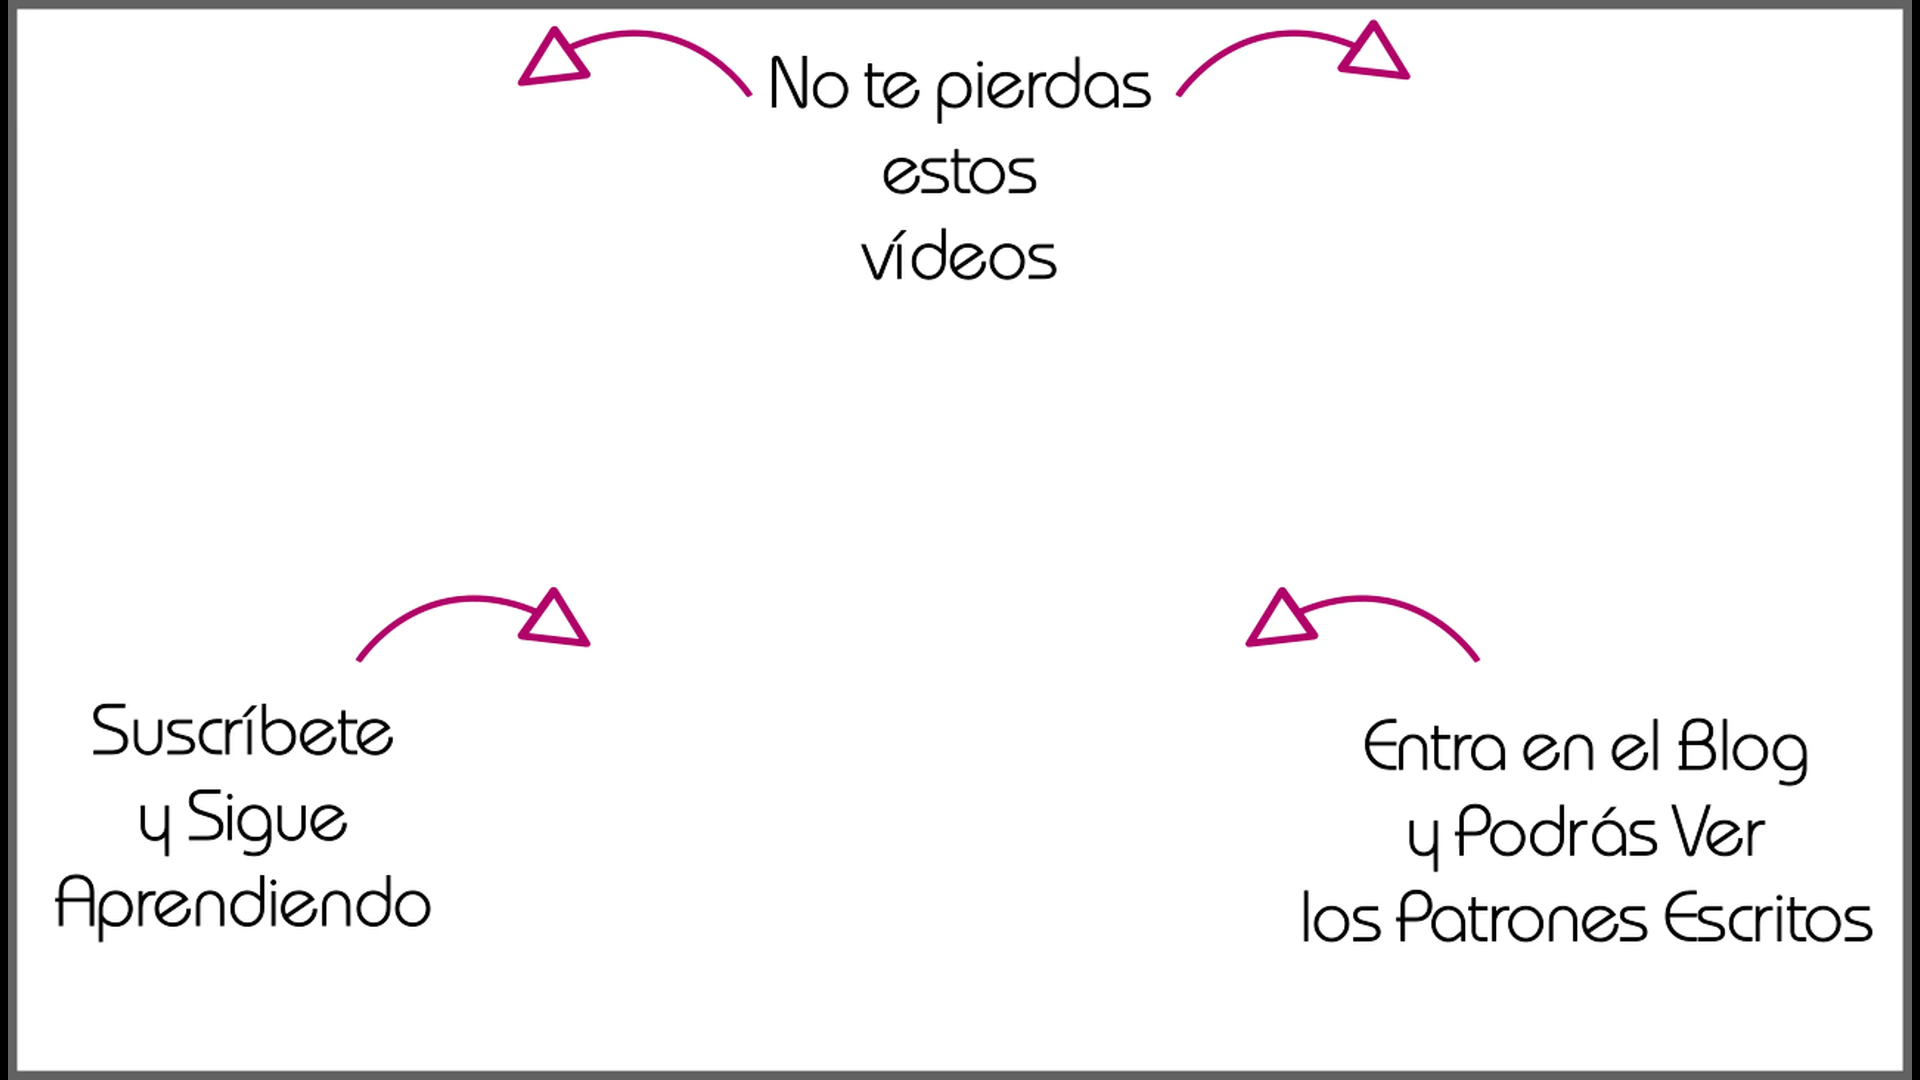 No te pierdas
estos
vídeos
Suscríbete
y Sigue
Aprendiendo
Entra en el Blog
y Podrás Ver
los Patrones Escritos